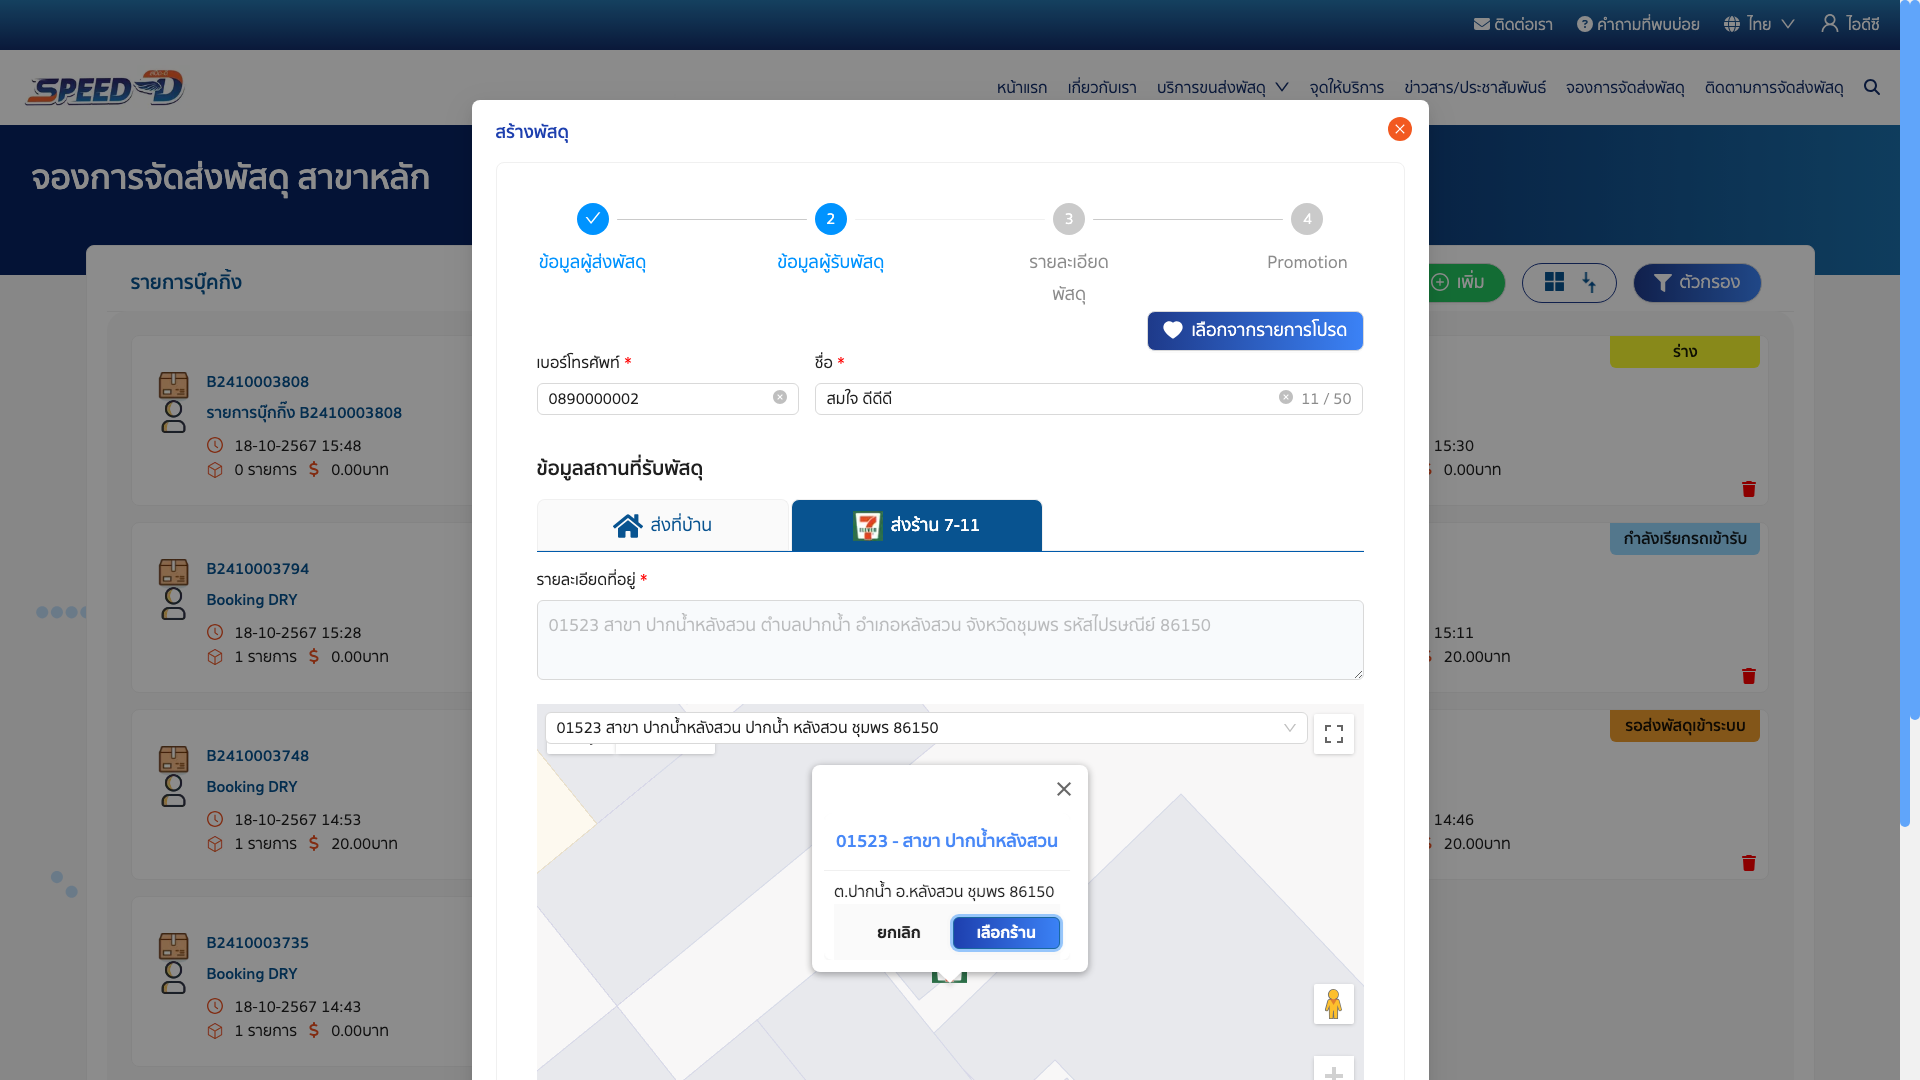 ติดต่อเรา คำถามที่พบบ่อย ไทย ไอดีซี
SPEED-D
หน้าแรก เกี่ยวกับเรา บริการขนส่งพัสดุ จุดให้บริการ ข่าวสาร/ประชาสัมพันธ์ จองการจัดส่งพัสดุ ติดตามการจัดส่งพัสดุ
จองการจัดส่งพัสดุ สาขาหลัก
รายการบุ๊คกิ้ง
เพิ่ม
ตัวกรอง
B2410003808
รายการบุ๊กกิ๊ง B2410003808
18-10-2567 15:48
0 รายการ $ 0.00บาท
B2410003794
Booking DRY
18-10-2567 15:28
1 รายการ $ 0.00บาท
B2410003748
Booking DRY
18-10-2567 14:53
1 รายการ $ 20.00บาท
B2410003735
Booking DRY
18-10-2567 14:43
1 รายการ $ 0.00บาท
สร้างพัสดุ
2
3
4
ข้อมูลผู้ส่งพัสดุ
ข้อมูลผู้รับพัสดุ
รายละเอียด
พัสดุ
Promotion
เลือกจากรายการโปรด
เบอร์โทรศัพท์ *
ชื่อ *
0890000002
สมใจ ดีดีดี
11 / 50
ข้อมูลสถานที่รับพัสดุ
ส่งที่บ้าน
ส่งร้าน 7-11
รายละเอียดที่อยู่ *
01523 สาขา ปากน้ำหลังสวน ตำบลปากน้ำ อำเภอหลังสวน จังหวัดชุมพร รหัสไปรษณีย์ 86150
01523 สาขา ปากน้ำหลังสวน ปากน้ำ หลังสวน ชุมพร 86150
01523 - สาขา ปากน้ำหลังสวน
ต.ปากน้ำ อ.หลังสวน ชุมพร 86150
ยกเลิก
เลือกร้าน
ร่าง
15:30
0.00บาท
กำลังเรียกรถเข้ารับ
15:11
20.00บาท
รอส่งพัสดุเข้าระบบ
14:46
20.00บาท